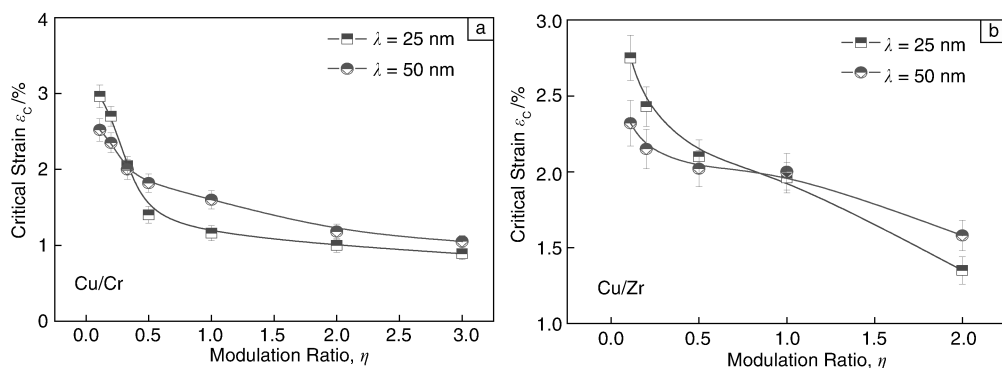 a
λ = 25 nm
λ = 50 nm
Critical Strain εC/%
4
3
2
1
0
Cu/Cr
0.0 0.5 1.0 1.5 2.0 2.5 3.0
Modulation Ratio, η
b
λ = 25 nm
λ = 50 nm
Critical Strain εC/%
3.0
2.5
2.0
1.5
1.0
Cu/Zr
0.0 0.5 1.0 1.5 2.0
Modulation Ratio, η